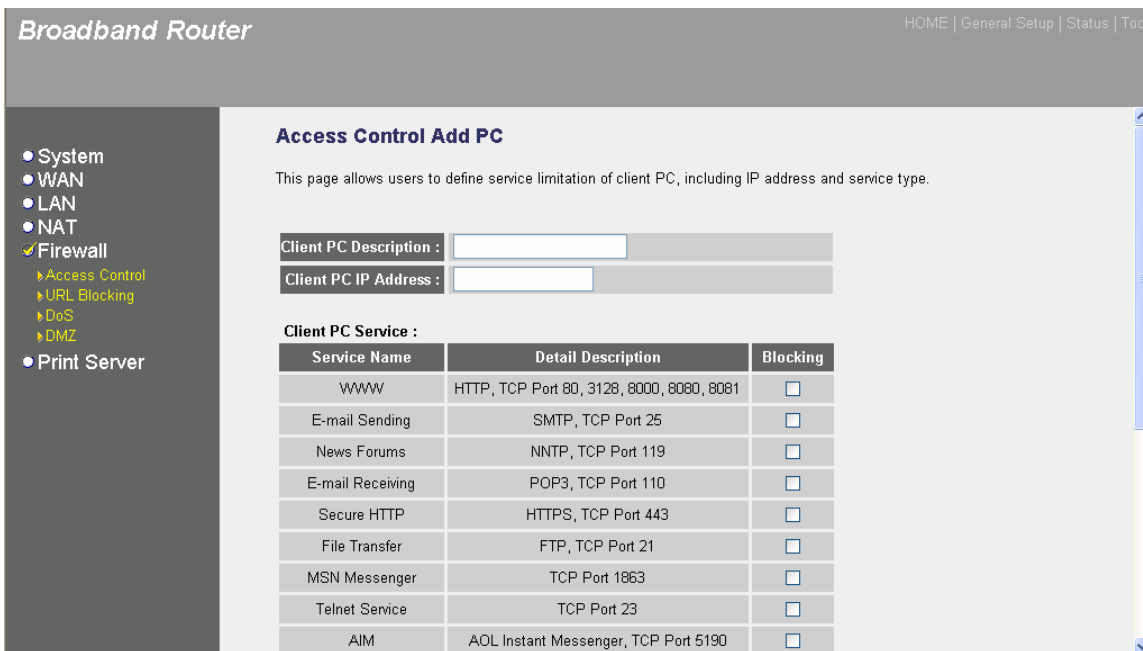 Broadband Router
HOME | General Setup | Status |
System
WAN
LAN
NAT
Firewall
Access Control
URL Blocking
DoS
DMZ
Print Server
Access Control Add PC
This page allows users to define service limitation of client PC, including IP address and service type.
Client PC Description :
Client PC IP Address :
Client PC Service :
Service Name Detail Description Blocking
WWW HTTP, TCP Port 80, 3128, 8000, 8080, 8081
E-mail Sending SMTP, TCP Port 25
News Forums NNTP, TCP Port 119
E-mail Receiving POP3, TCP Port 110
Secure HTTP HTTPS, TCP Port 443
File Transfer FTP, TCP Port 21
MSN Messenger TCP Port 1863
Telnet Service TCP Port 23
AIM AOL Instant Messenger, TCP Port 5190